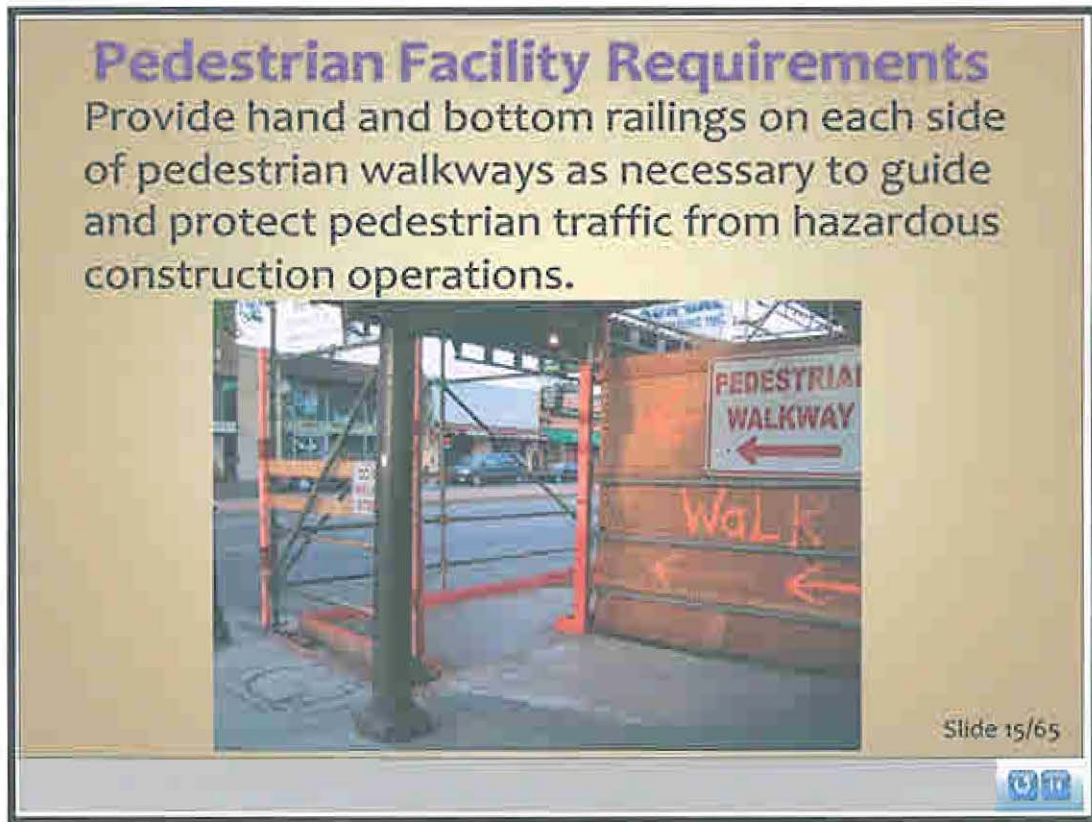 Pedestrian Facility Requirements
Provide hand and bottom railings on each side
of pedestrian walkways as necessary to guide
and protect pedestrian traffic from hazardous
construction operations.
PEDESTRIA
WALKWAY
WaLK
Slide 15/65